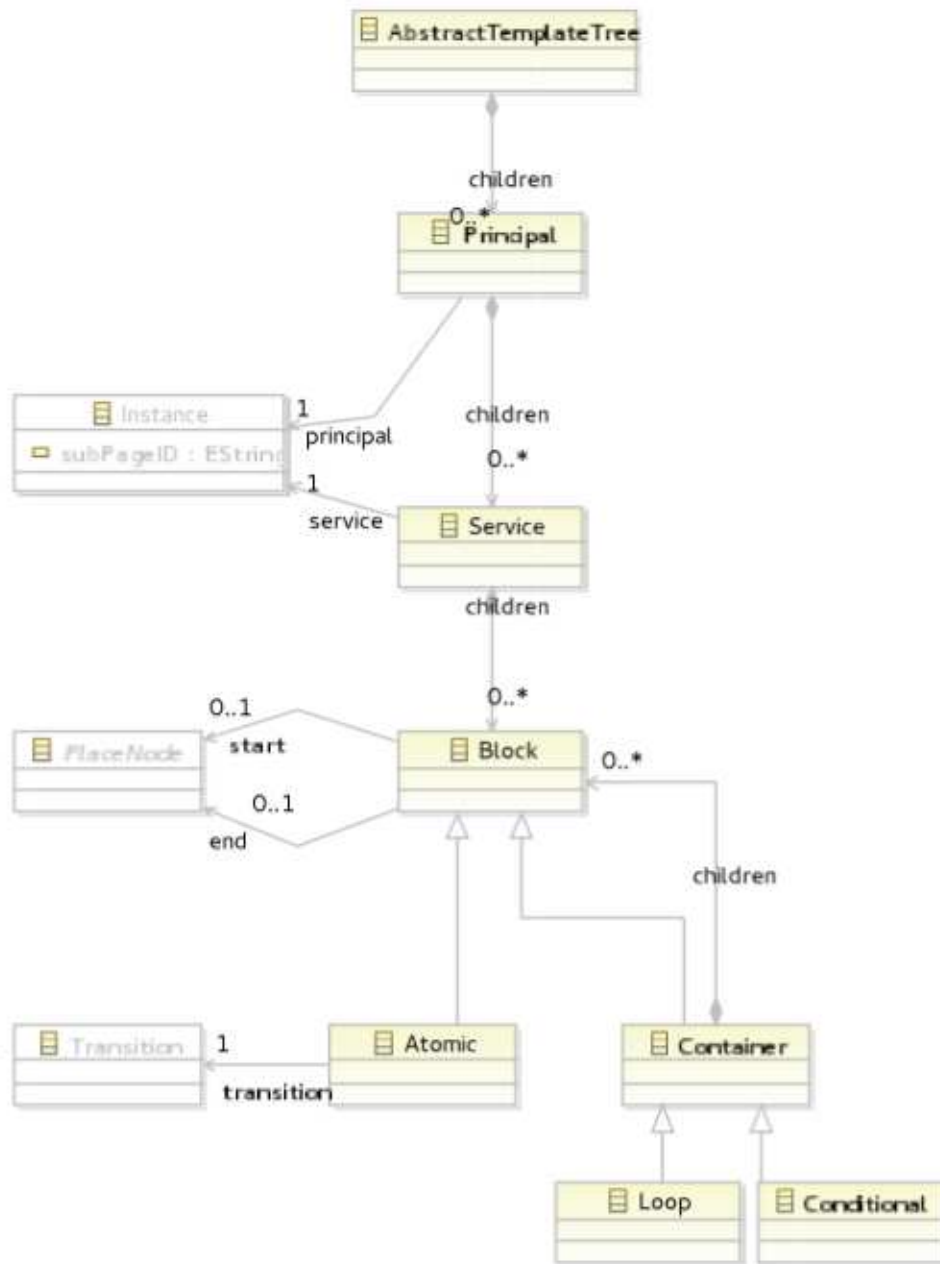 AbstractTemplateTree
children
0..*
Principal
Instance
subPageID : EString
1
principal
children
0..*
1
service
Service
children
0..*
0..1
start
PlaceNode
Block
0..*
0..1
end
children
Transition
1
transition
Atomic
Container
Loop
Conditional